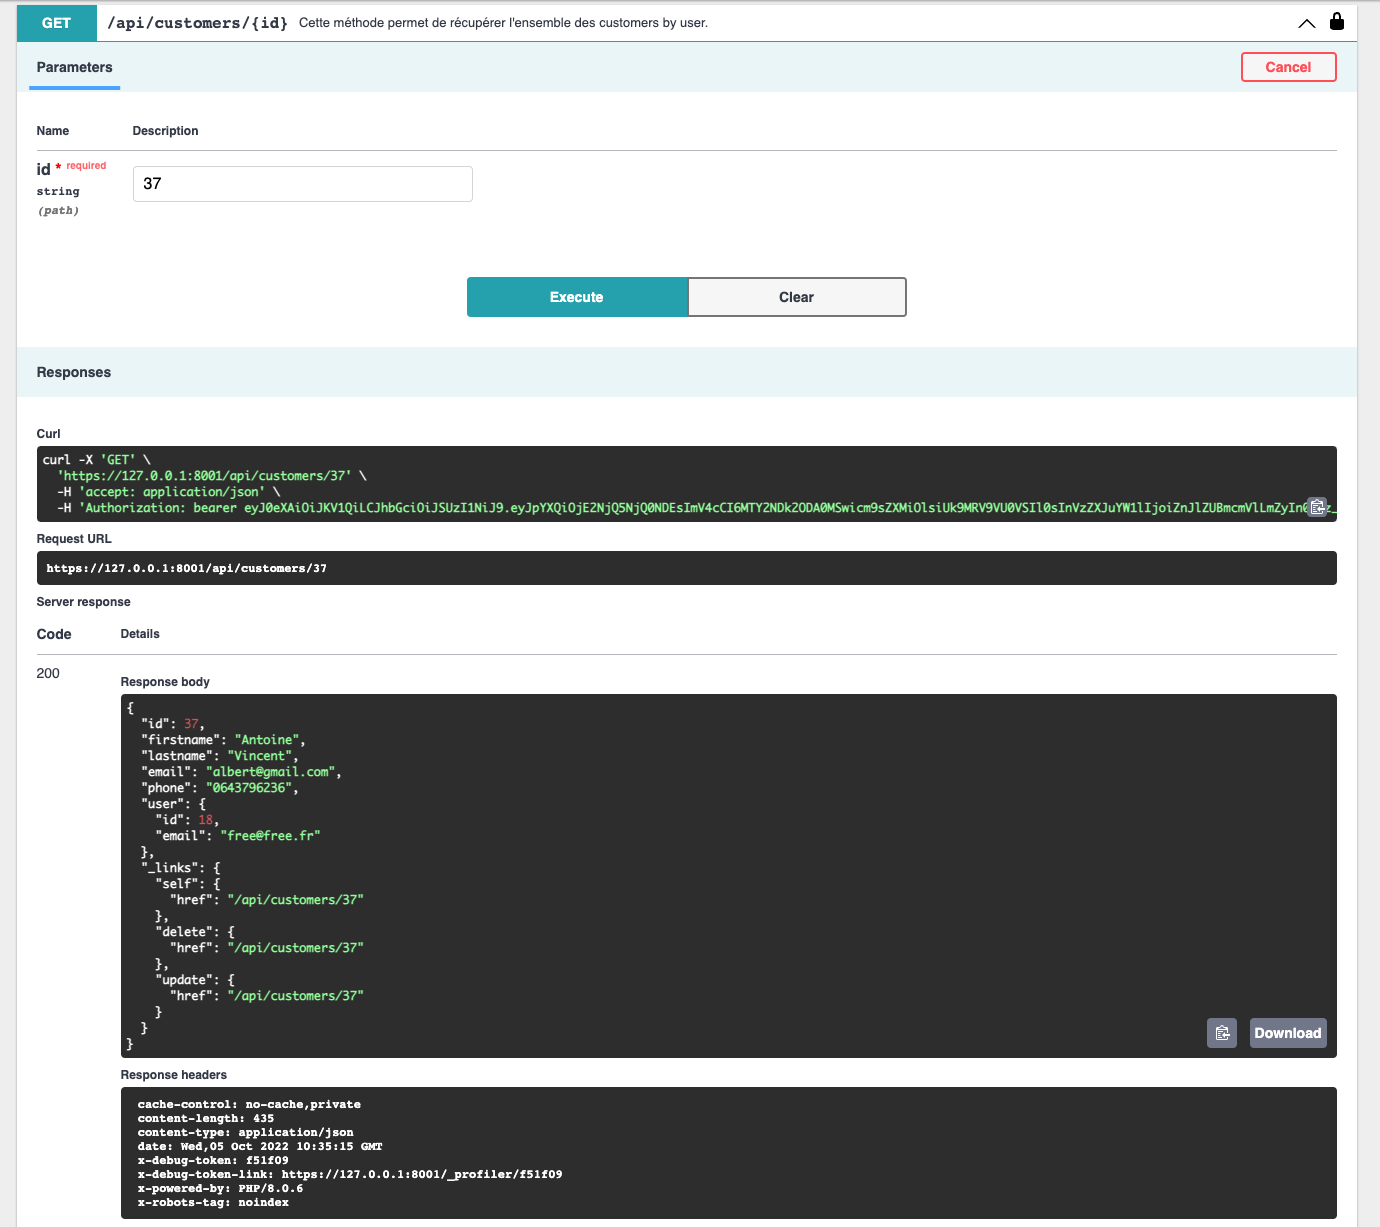 GET /api/customers/{id} Cette méthode permet de récupérer l'ensemble des customers by user.
Parameters
Cancel
Name Description
id * required
string
(path)
37
Execute
Clear
Responses
Curl
curl -X 'GET' \
'https://127.0.0.1:8001/api/customers/37' \
-H 'accept: application/json' \
-H 'Authorization: bearer
Request URL
https://127.0.0.1:8001/api/customers/37
Server response
Code Details
200
Response body
{
"id": 37,
"firstname": "Antoine",
"lastname": "Vincent",
"email": "albert@gmail.com",
"phone": "0643796236",
"user": {
"id": 18,
"email": "free@free.fr"
},
"_links": {
"self": {
"href": "/api/customers/37"
},
"delete": {
"href": "/api/customers/37"
},
"update": {
"href": "/api/customers/37"
}
}
}
Download
Response headers
cache-control: no-cache,private
content-length: 435
content-type: application/json
date: Wed,05 Oct 2022 10:35:15 GMT
x-debug-token: f51f09
x-debug-token-link: https://127.0.0.1:8001/_profiler/f51f09
x-powered-by: PHP/8.0.6
x-robots-tag: noindex